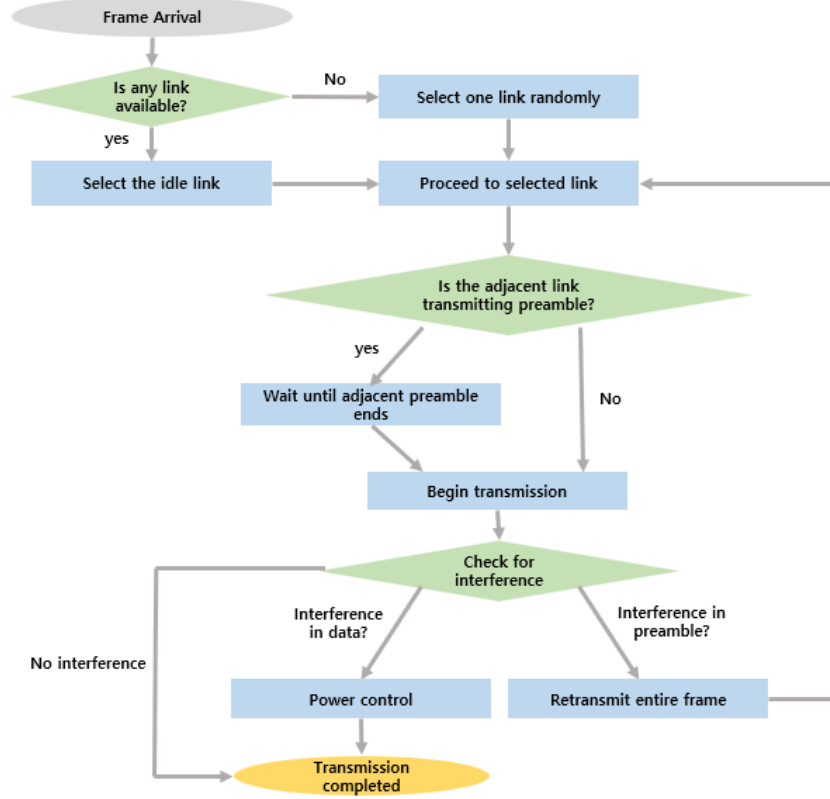 Frame Arrival
Is any link
available?
No
Select one link randomly
yes
Select the idle link
Proceed to selected link
Is the adjacent link
transmitting preamble?
yes
Wait until adjacent preamble
ends
No
Begin transmission
Check for
interference
Interference
in data?
Interference in
preamble?
No interference
Power control
Retransmit entire frame
Transmission
completed